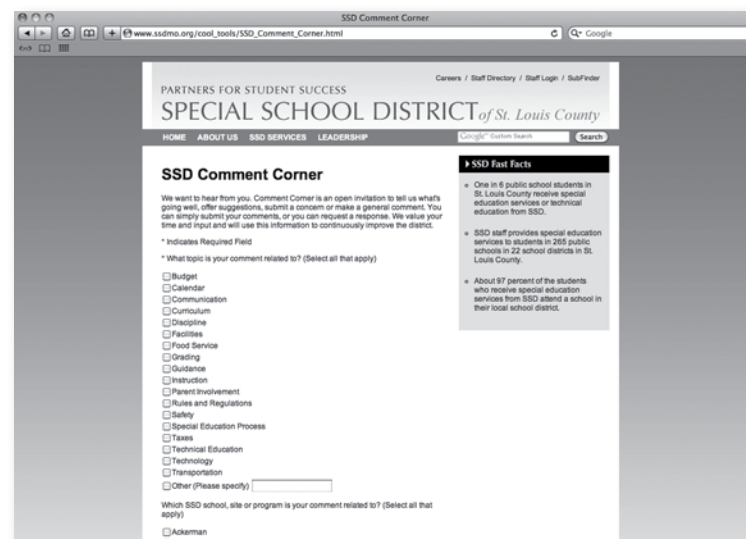 SSD Comment Corner
www.ssdmo.org/cool_tools/SSD_Comment_Corner.html
Google
Careers / Staff Directory / Staff Login / SubFinder
PARTNERS FOR STUDENT SUCCESS
SPECIAL SCHOOL DISTRICT of St. Louis County
HOME ABOUT US SSD SERVICES LEADERSHIP
Google™ Custom Search
Search
SSD Comment Corner
We want to hear from you. Comment Corner is an open invitation to tell us what's
going well, offer suggestions, submit a concern or make a general comment. You
can simply submit your comments, or you can request a response. We value your
time and input and will use this information to continuously improve the district.
* Indicates Required Field
* What topic is your comment related to? (Select all that apply)
Budget
Calendar
Communication
Curriculum
Discipline
Facilities
Food Service
Grading
Guidance
Instruction
Parent Involvement
Rules and Regulations
Safety
Special Education Process
Taxes
Technical Education
Technology
Transportation
Other (Please specify)
Which SSD school, site or program is your comment related to? (Select all that
apply)
Ackerman
SSD Fast Facts
One in 6 public school students in
St. Louis County receive special
education services or technical
education from SSD.
SSD staff provides special education
services to students in 265 public
schools in 22 school districts in St.
Louis County.
About 97 percent of the students
who receive special education
services from SSD attend a school in
their local school district.